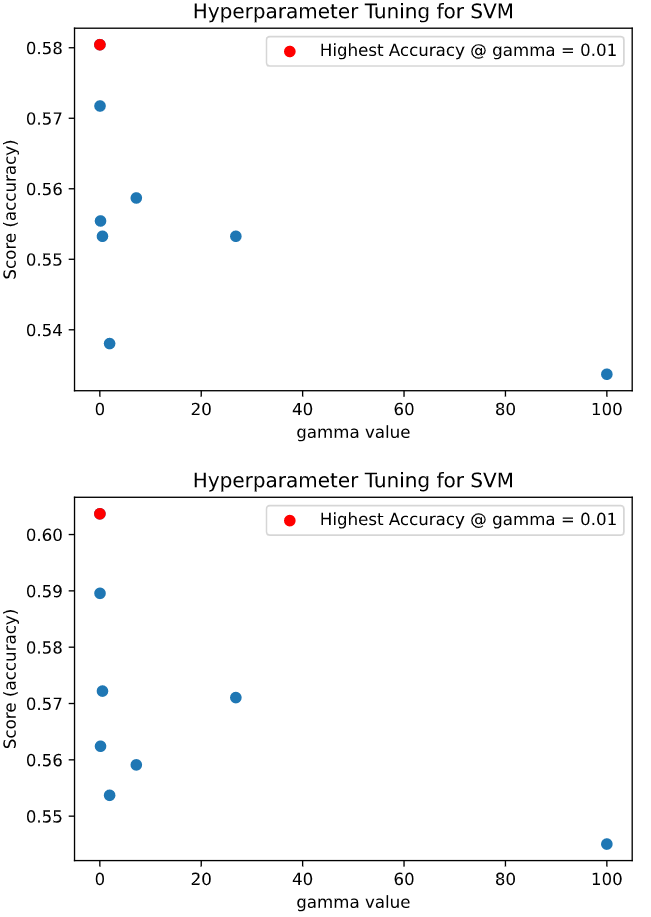 Hyperparameter Tuning for SVM
Highest Accuracy @ gamma = 0.01
Score (accuracy)
0.58
0.57
0.56
0.55
0.54
0 20 40 60 80 100
gamma value
Hyperparameter Tuning for SVM
Highest Accuracy @ gamma = 0.01
Score (accuracy)
0.60
0.59
0.58
0.57
0.56
0.55
0 20 40 60 80 100
gamma value